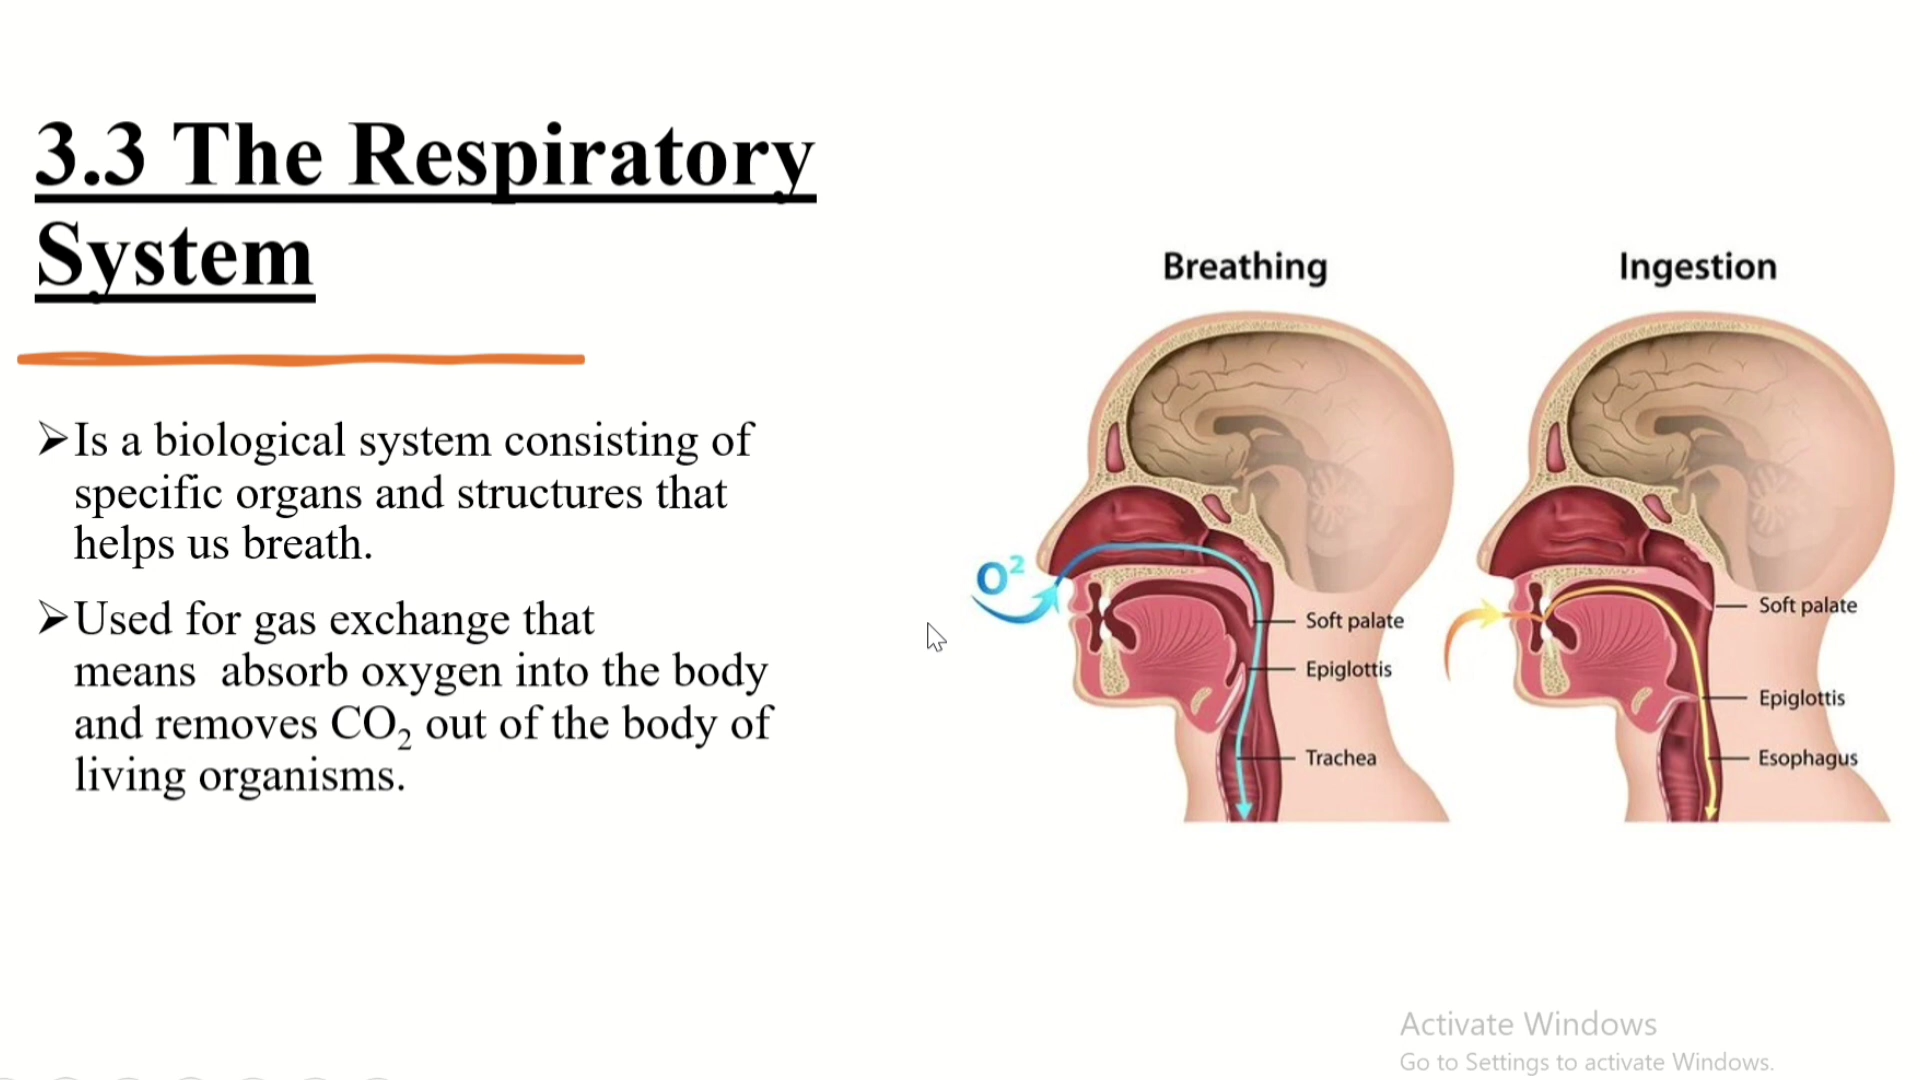 3.3 The Respiratory
System
➢Is a biological system consisting of
specific organs and structures that
helps us breath.
➢Used for gas exchange that
means  absorb oxygen into the body
and removes CO₂ out of the body of
living organisms.
Breathing
O²
Soft palate
Epiglottis
Trachea
Ingestion
Soft palate
Epiglottis
Esophagus
Activate Windows
Go to Settings to activate Windows.